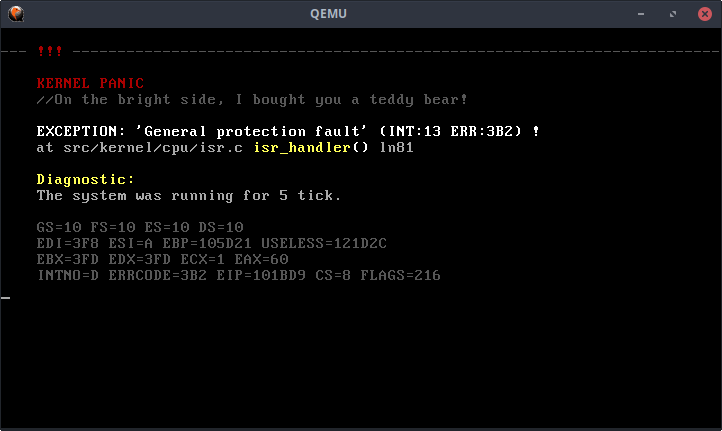 QEMU
--- !!! ------------------------------------------------------------------------
KERNEL PANIC
//On the bright side, I bought you a teddy bear!
EXCEPTION: 'General protection fault' (INT:13 ERR:3B2) !
at src/kernel/cpu/isr.c isr_handler() ln81
Diagnostic:
The system was running for 5 tick.
GS=10 FS=10 ES=10 DS=10
EDI=3F8 ESI=A EBP=105D21 USELESS=121D2C
EBX=3FD EDX=3FD ECX=1 EAX=60
INTNO=D ERRCODE=3B2 EIP=101BD9 CS=8 FLAGS=216